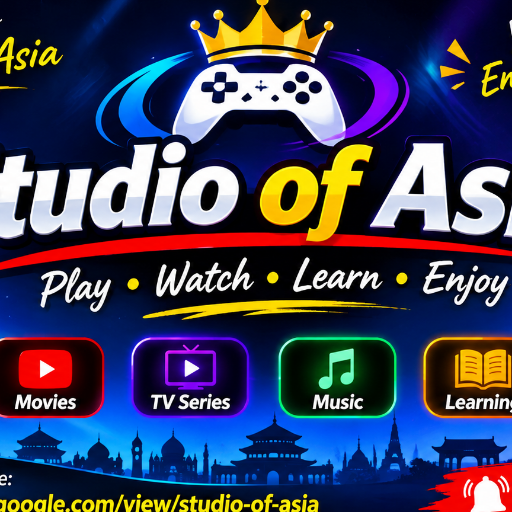 Asia
En
tudio of As
Play • Watch • Learn • Enjoy
Movies
TV Series
Music
Learning
e:
google.com/view/studio-of-asia